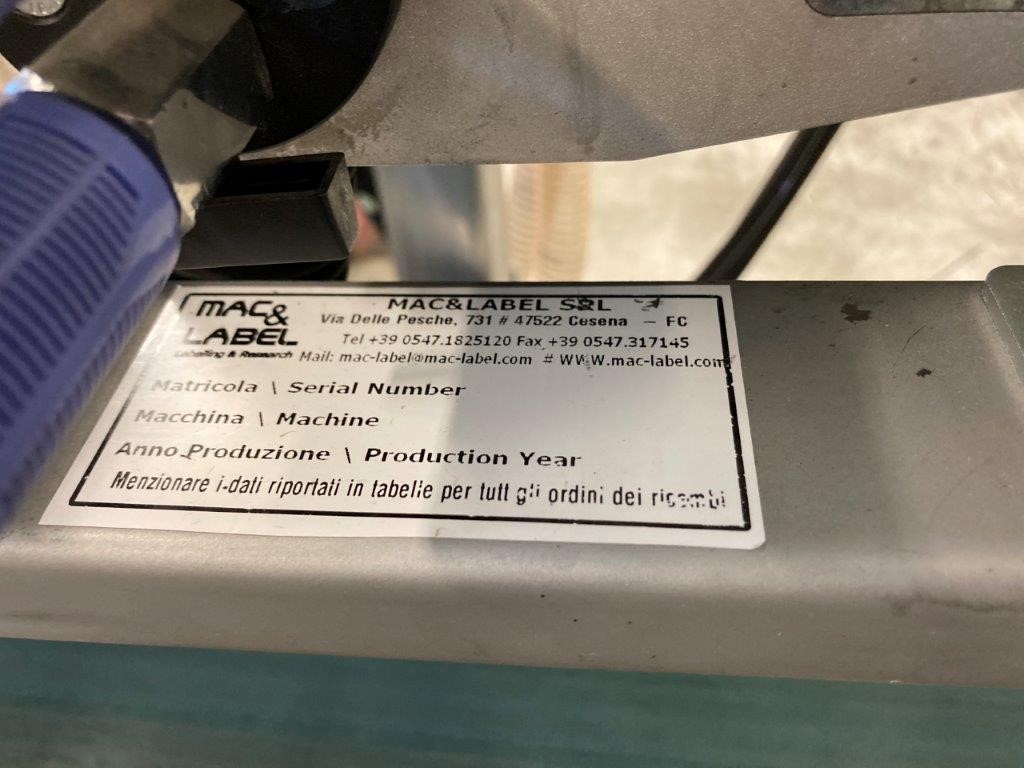 MAC&
LABEL
Labelling & Research
MAC&LABEL SRL
Via Delle Pesche, 731 # 47522 Cesena – FC
Tel +39 0547.1825120 Fax +39 0547.317145
Mail: mac-label@mac-label.com # WWW.mac-label.com
Matricola \ Serial Number
Macchina \ Machine
Anno Produzione \ Production Year
Menzionare i dati riportati in tabelle per tutt gli ordini dei ricambi